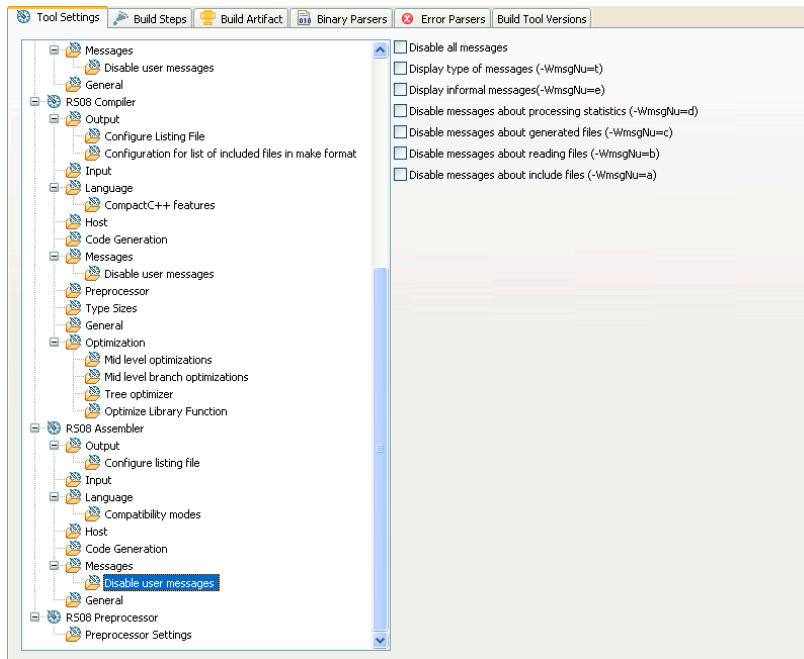 Tool Settings Build Steps Build Artifact Binary Parsers Error Parsers Build Tool Versions
Messages
Disable user messages
General
RS08 Compiler
Output
Configure Listing File
Configuration for list of included files in make format
Input
Language
CompactC++ features
Host
Code Generation
Messages
Disable user messages
Preprocessor
Type Sizes
General
Optimization
Mid level optimizations
Mid level branch optimizations
Tree optimizer
Optimize Library Function
RS08 Assembler
Output
Configure listing file
Input
Language
Compatibility modes
Host
Code Generation
Messages
Disable user messages
General
RS08 Preprocessor
Preprocessor Settings
Disable all messages
Display type of messages (-WmsgNu=t)
Display informal messages(-WmsgNu=e)
Disable messages about processing statistics (-WmsgNu=d)
Disable messages about generated files (-WmsgNu=c)
Disable messages about reading files (-WmsgNu=b)
Disable messages about include files (-WmsgNu=a)